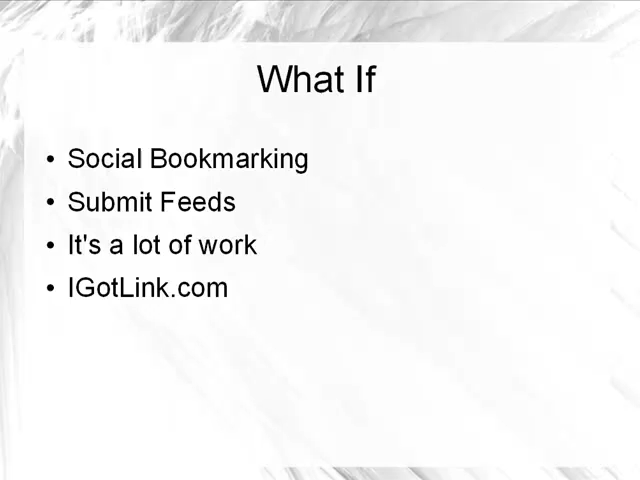 What If
• Social Bookmarking
• Submit Feeds
• It's a lot of work
• IGotLink.com